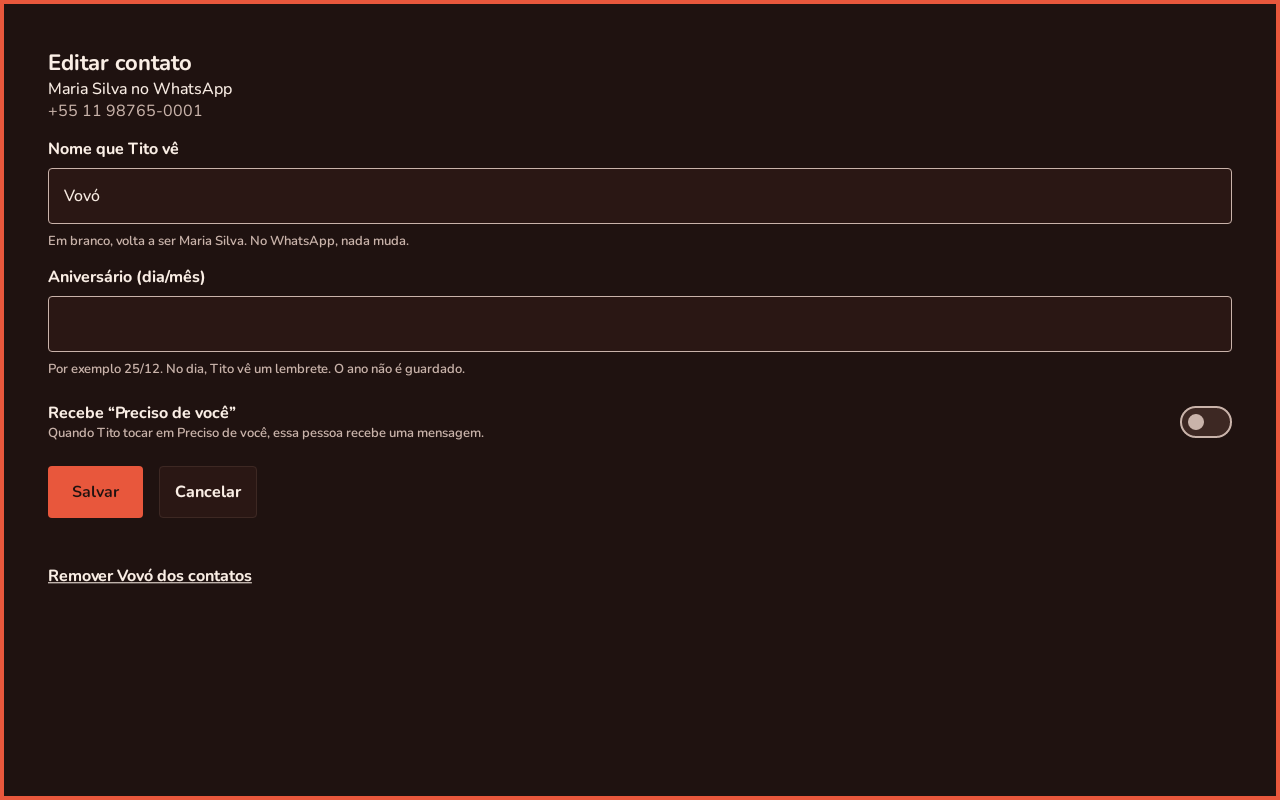 Editar contato
Maria Silva no WhatsApp
+55 11 98765-0001
Nome que Tito vê
Vovó
Em branco, volta a ser Maria Silva. No WhatsApp, nada muda.
Aniversário (dia/mês)
Por exemplo 25/12. No dia, Tito vê um lembrete. O ano não é guardado.
Recebe “Preciso de você”
Quando Tito tocar em Preciso de você, essa pessoa recebe uma mensagem.
Salvar
Cancelar
Remover Vovó dos contatos